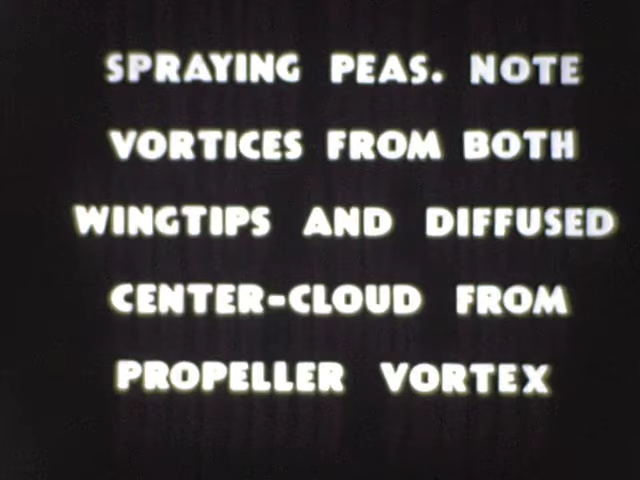 SPRAYING PEAS. NOTE
VORTICES FROM BOTH
WINGTIPS AND DIFFUSED
CENTER-CLOUD FROM
PROPELLER VORTEX